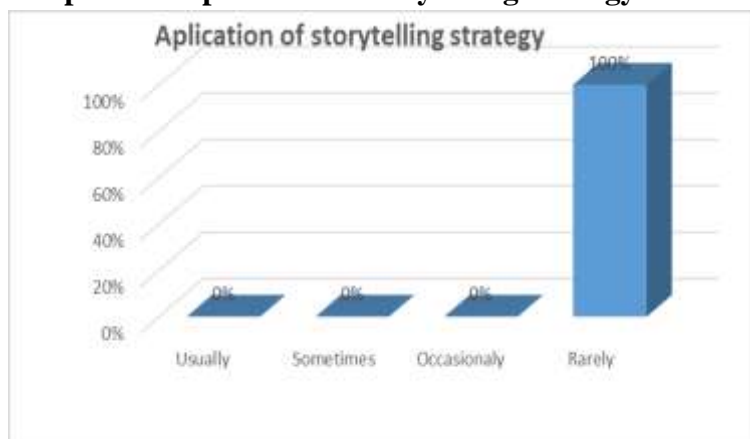 Aplication of storytelling strategy
100%
100%
80%
60%
40%
20%
0%
0%
0%
0%
Usually
Sometimes
Occasionaly
Rarely